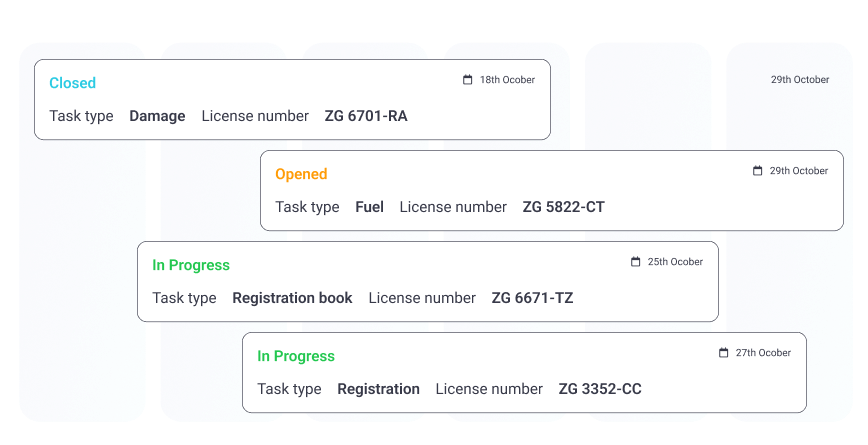 Closed 18th Ocober 29th October
Task type Damage License number ZG 6701-RA
Opened 29th October
Task type Fuel License number ZG 5822-CT
In Progress 25th Ocober
Task type Registration book License number ZG 6671-TZ
In Progress 27th Ocober
Task type Registration License number ZG 3352-CC